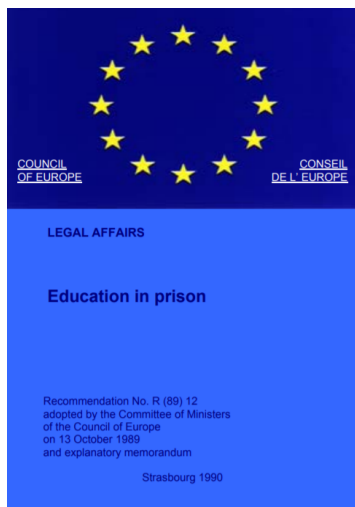 COUNCIL
OF EUROPE
CONSEIL
DE L' EUROPE
LEGAL AFFAIRS
Education in prison
Recommendation No. R (89) 12
adopted by the Committee of Ministers
of the Council of Europe
on 13 October 1989
and explanatory memorandum
Strasbourg 1990